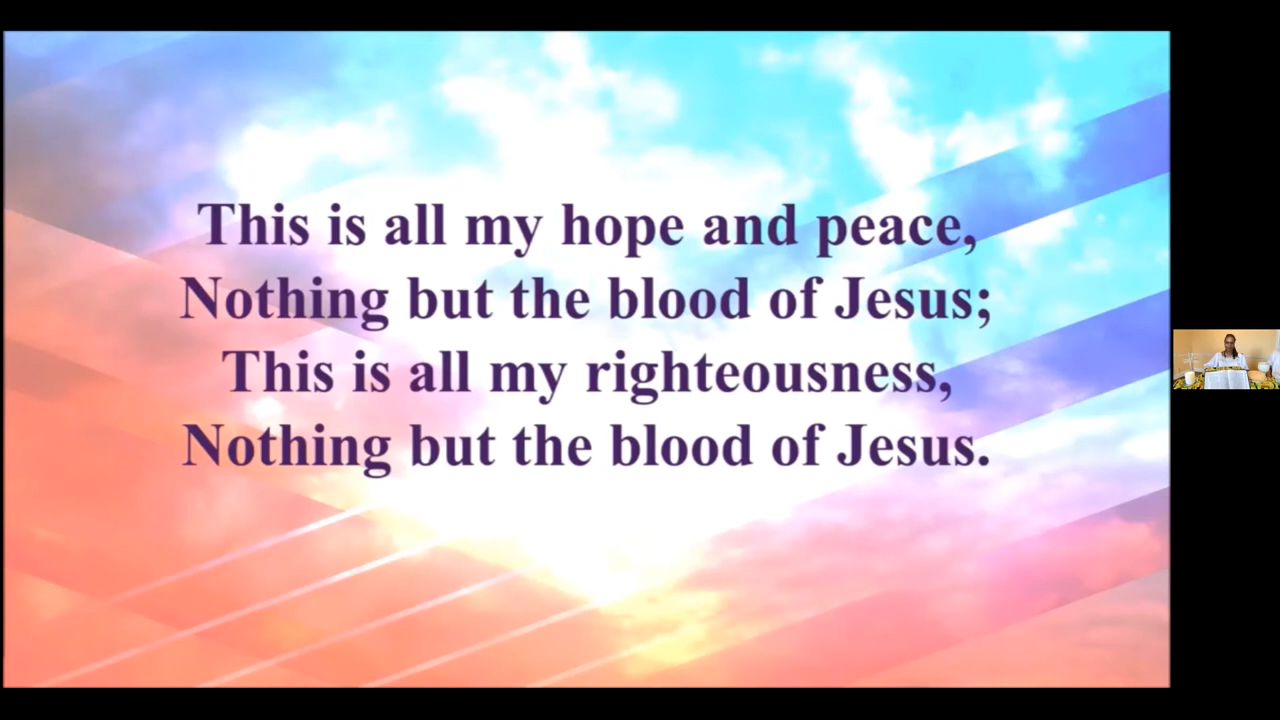 This is all my hope and peace,
Nothing but the blood of Jesus;
This is all my righteousness,
Nothing but the blood of Jesus.